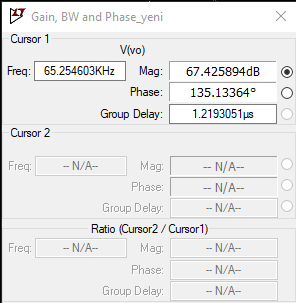 Gain, BW and Phase_yeni
Cursor 1
V(vo)
Freq: 65.254603KHz Mag: 67.425894dB
Phase: 135.13364°
Group Delay: 1.2193051µs
Cursor 2
Freq: -- N/A-- Mag: -- N/A--
Phase: -- N/A--
Group Delay: -- N/A--
Ratio (Cursor2 / Cursor1)
Freq: -- N/A-- Mag: -- N/A--
Phase: -- N/A--
Group Delay: -- N/A--